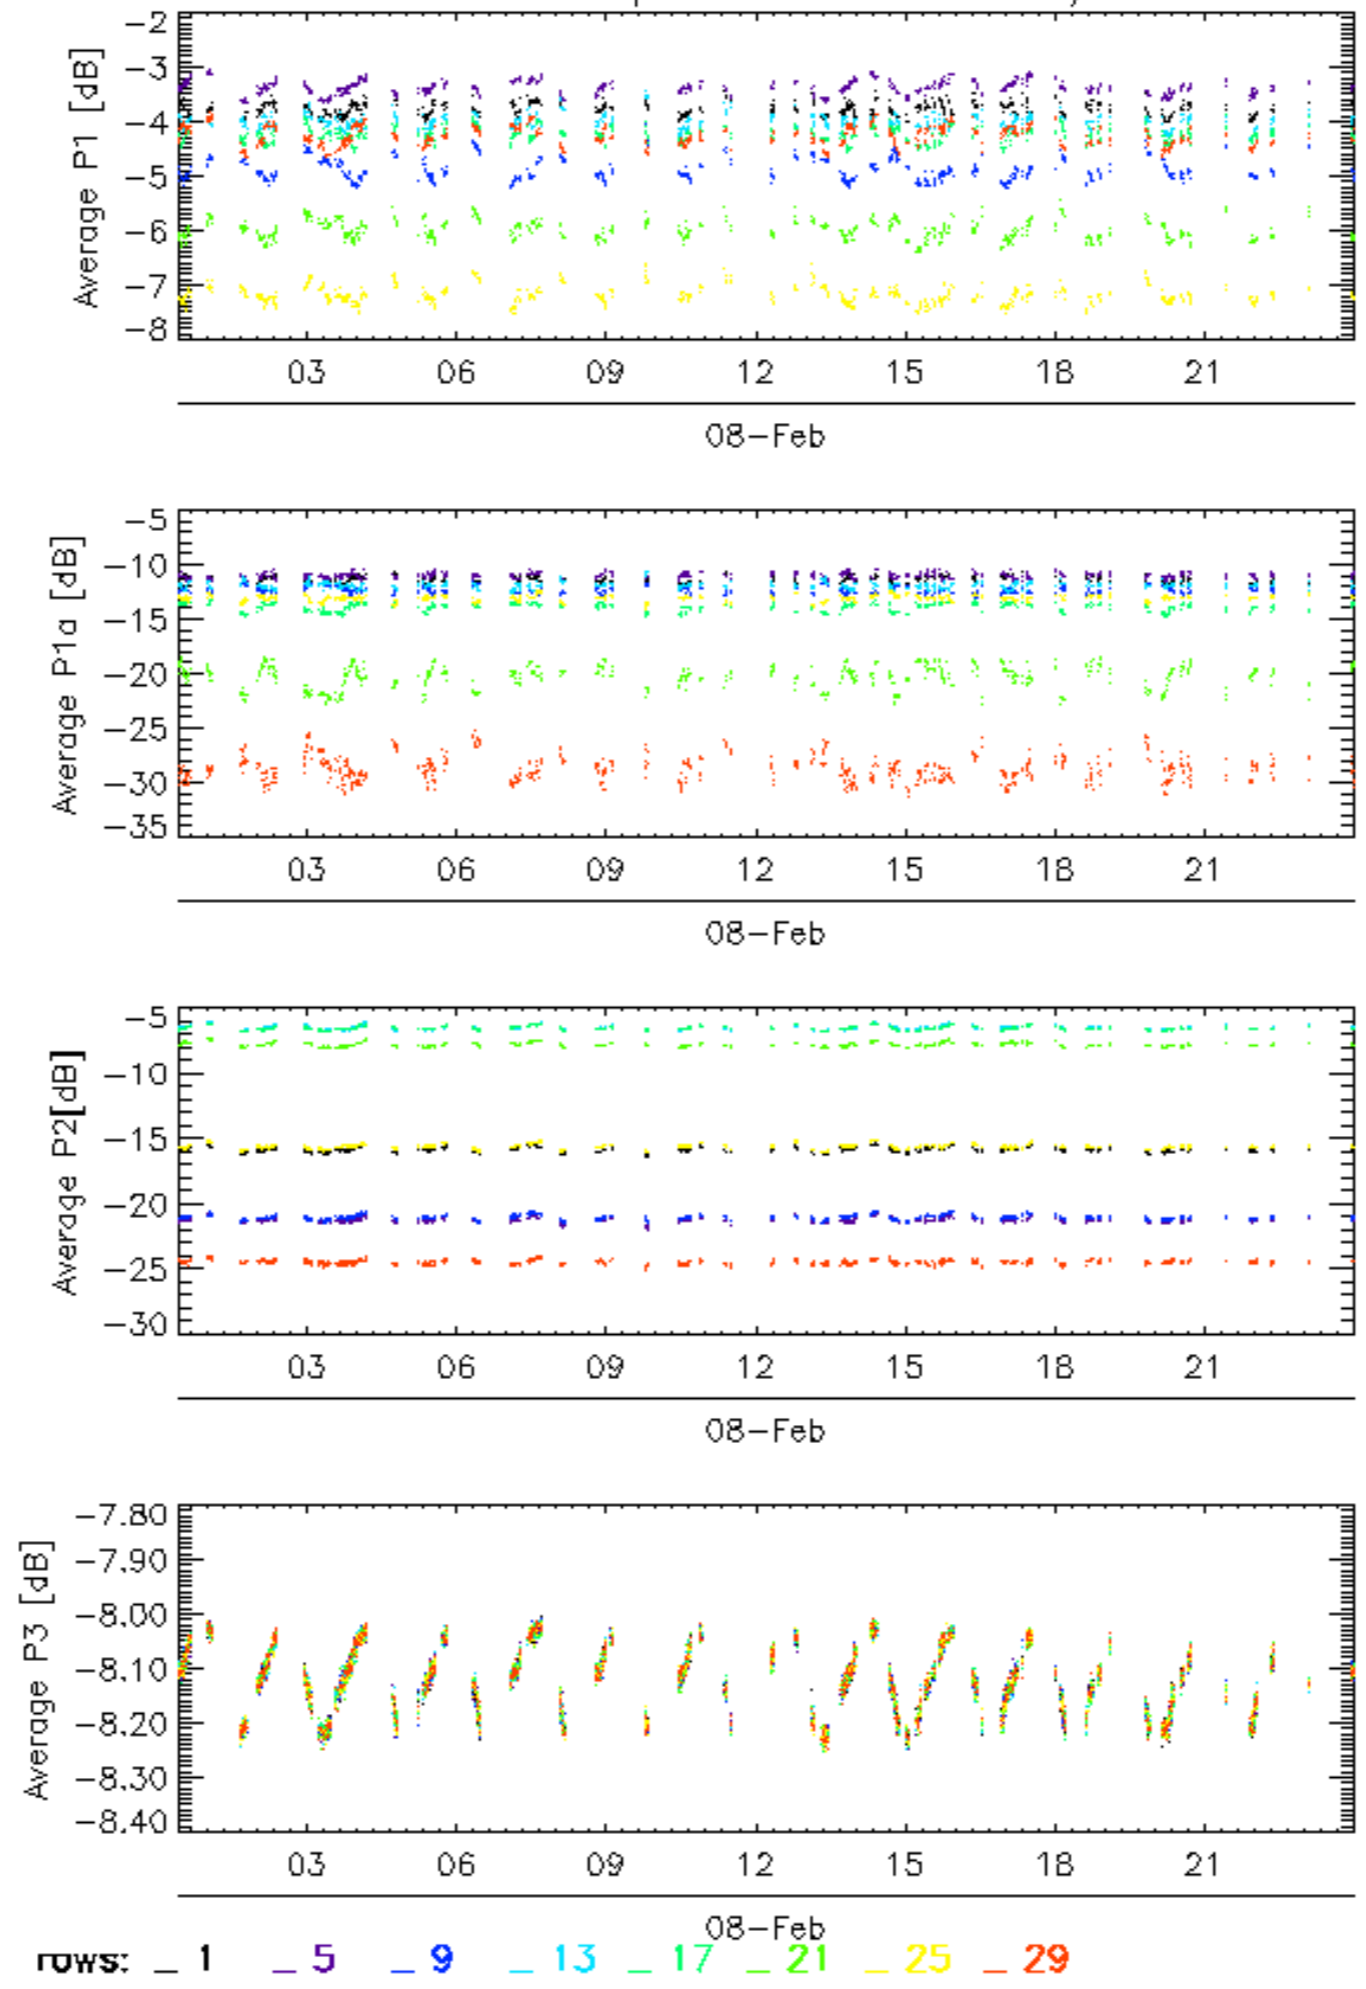 Average P1 [dB]
-2
-3
-4
-5
-6
-7
-8
03 06 09 12 15 18 21
08-Feb
Average P1a [dB]
-5
-10
-15
-20
-25
-30
-35
03 06 09 12 15 18 21
08-Feb
Average P2[dB]
-5
-10
-15
-20
-25
-30
03 06 09 12 15 18 21
08-Feb
Average P3 [dB]
-7.80
-7.90
-8.00
-8.10
-8.20
-8.30
-8.40
03 06 09 12 15 18 21
08-Feb
rows: _ 1 _ 5 _ 9 _ 13 _ 17 _ 21 _ 25 _ 29